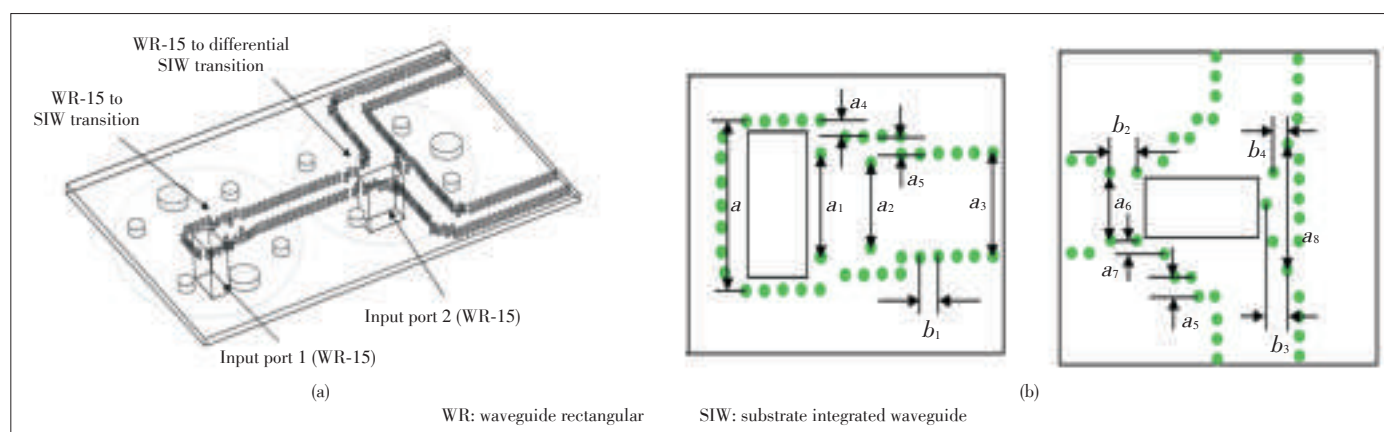 WR-15 to differential
SIW transition
WR-15 to
SIW transition
Input port 2 (WR-15)
Input port 1 (WR-15)
(a)
a
a₄
a₁
a₂
a₅
a₃
b₁
b₂
b₄
a₆
a₈
a₇
a₅
b₃
(b)
WR: waveguide rectangular SIW: substrate integrated waveguide